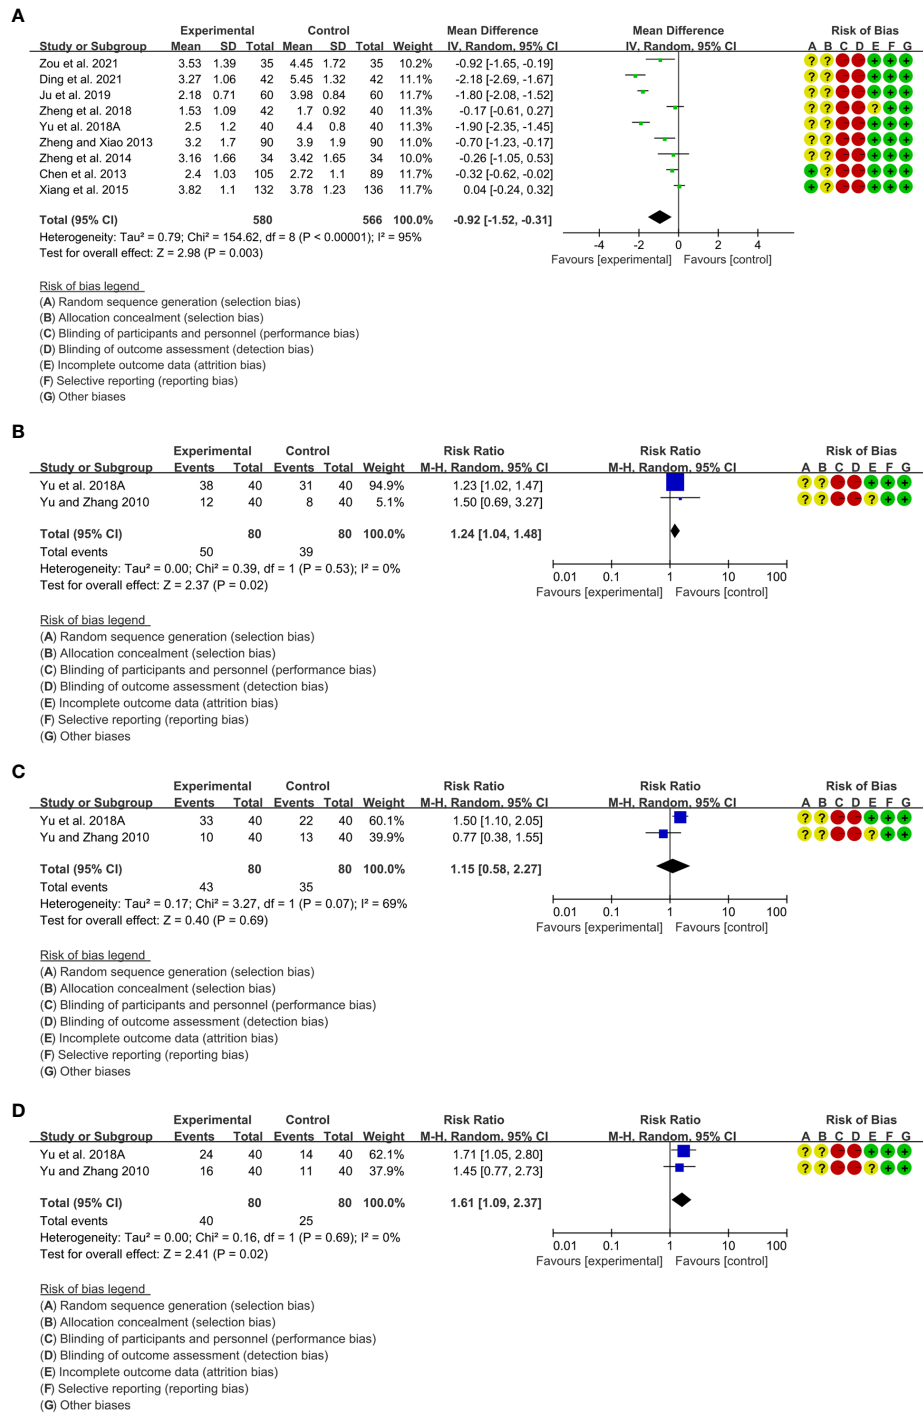 A
Experimental Control Mean Difference Mean Difference Risk of Bias
Study or Subgroup Mean SD Total Mean SD Total Weight IV, Random, 95% CI IV, Random, 95% CI A B C D E F G
Zou et al. 2021 3.53 1.39 35 4.45 1.72 35 10.2% -0.92 [-1.65, -0.19] ? ? - - + + +
Ding et al. 2021 3.27 1.06 42 5.45 1.32 42 11.2% -2.18 [-2.69, -1.67] ? ? - - + + +
Ju et al. 2019 2.18 0.71 60 3.98 0.84 60 11.7% -1.80 [-2.08, -1.52] ? ? - - + + +
Zheng et al. 2018 1.53 1.09 42 1.7 0.92 40 11.4% -0.17 [-0.61, 0.27] ? ? - - ? + +
Yu et al. 2018A 2.5 1.2 40 4.4 0.8 40 11.3% -1.90 [-2.35, -1.45] ? ? - - + + +
Zheng and Xiao 2013 3.2 1.7 90 3.9 1.9 90 11.1% -0.70 [-1.23, -0.17] ? ? - - + + +
Zheng et al. 2014 3.16 1.66 34 3.42 1.65 34 10.0% -0.26 [-1.05, 0.53] ? ? - - + + +
Chen et al. 2013 2.4 1.03 105 2.72 1.1 89 11.6% -0.32 [-0.62, -0.02] + ? - - + + +
Xiang et al. 2015 3.82 1.1 132 3.78 1.23 136 11.7% 0.04 [-0.24, 0.32] + ? - - + + +
Total (95% CI) 580 566 100.0% -0.92 [-1.52, -0.31]
Heterogeneity: Tau² = 0.79; Chi² = 154.62, df = 8 (P < 0.00001); I² = 95%
Test for overall effect: Z = 2.98 (P = 0.003)
-4 -2 0 2 4
Favours [experimental] Favours [control]
Risk of bias legend
(A) Random sequence generation (selection bias)
(B) Allocation concealment (selection bias)
(C) Blinding of participants and personnel (performance bias)
(D) Blinding of outcome assessment (detection bias)
(E) Incomplete outcome data (attrition bias)
(F) Selective reporting (reporting bias)
(G) Other biases
B
Experimental Control Risk Ratio Risk Ratio Risk of Bias
Study or Subgroup Events Total Events Total Weight M-H, Random, 95% CI M-H, Random, 95% CI A B C D E F G
Yu et al. 2018A 38 40 31 40 94.9% 1.23 [1.02, 1.47] ? ? - - + + +
Yu and Zhang 2010 12 40 8 40 5.1% 1.50 [0.69, 3.27] ? ? - - ? + +
Total (95% CI) 80 80 100.0% 1.24 [1.04, 1.48]
Total events 50 39
Heterogeneity: Tau² = 0.00; Chi² = 0.39, df = 1 (P = 0.53); I² = 0%
Test for overall effect: Z = 2.37 (P = 0.02)
0.01 0.1 1 10 100
Favours [experimental] Favours [control]
Risk of bias legend
(A) Random sequence generation (selection bias)
(B) Allocation concealment (selection bias)
(C) Blinding of participants and personnel (performance bias)
(D) Blinding of outcome assessment (detection bias)
(E) Incomplete outcome data (attrition bias)
(F) Selective reporting (reporting bias)
(G) Other biases
C
Experimental Control Risk Ratio Risk Ratio Risk of Bias
Study or Subgroup Events Total Events Total Weight M-H, Random, 95% CI M-H, Random, 95% CI A B C D E F G
Yu et al. 2018A 33 40 22 40 60.1% 1.50 [1.10, 2.05] ? ? - - + + +
Yu and Zhang 2010 10 40 13 40 39.9% 0.77 [0.38, 1.55] ? ? - - ? + +
Total (95% CI) 80 80 100.0% 1.15 [0.58, 2.27]
Total events 43 35
Heterogeneity: Tau² = 0.17; Chi² = 3.27, df = 1 (P = 0.07); I² = 69%
Test for overall effect: Z = 0.40 (P = 0.69)
0.01 0.1 1 10 100
Favours [experimental] Favours [control]
Risk of bias legend
(A) Random sequence generation (selection bias)
(B) Allocation concealment (selection bias)
(C) Blinding of participants and personnel (performance bias)
(D) Blinding of outcome assessment (detection bias)
(E) Incomplete outcome data (attrition bias)
(F) Selective reporting (reporting bias)
(G) Other biases
D
Experimental Control Risk Ratio Risk Ratio Risk of Bias
Study or Subgroup Events Total Events Total Weight M-H, Random, 95% CI M-H, Random, 95% CI A B C D E F G
Yu et al. 2018A 24 40 14 40 62.1% 1.71 [1.05, 2.80] ? ? - - + + +
Yu and Zhang 2010 16 40 11 40 37.9% 1.45 [0.77, 2.73] ? ? - - ? + +
Total (95% CI) 80 80 100.0% 1.61 [1.09, 2.37]
Total events 40 25
Heterogeneity: Tau² = 0.00; Chi² = 0.16, df = 1 (P = 0.69); I² = 0%
Test for overall effect: Z = 2.41 (P = 0.02)
0.01 0.1 1 10 100
Favours [experimental] Favours [control]
Risk of bias legend
(A) Random sequence generation (selection bias)
(B) Allocation concealment (selection bias)
(C) Blinding of participants and personnel (performance bias)
(D) Blinding of outcome assessment (detection bias)
(E) Incomplete outcome data (attrition bias)
(F) Selective reporting (reporting bias)
(G) Other biases